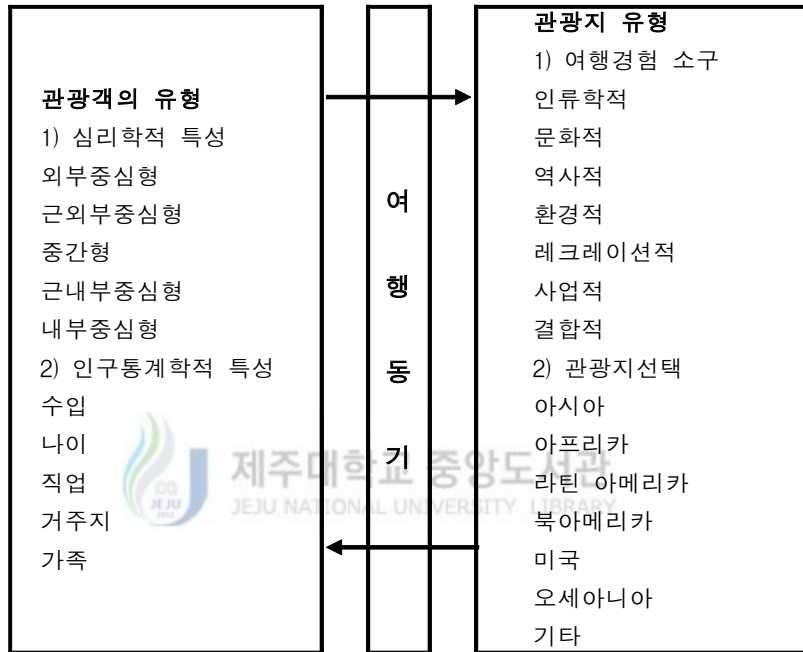 관광객의 유형
1) 심리학적 특성
외부중심형
근외부중심형
중간형
근내부중심형
내부중심형
2) 인구통계학적 특성
수입
나이
직업
거주지
가족
여
행
동
기
관광지 유형
1) 여행경험 소구
인류학적
문화적
역사적
환경적
레크레이션적
사업적
결합적
2) 관광지선택
아시아
아프리카
라틴 아메리카
북아메리카
미국
오세아니아
기타
제주대학교 중앙도서관
JEJU NATIONAL UNIVERSITY LIBRARY
JEJU
1952